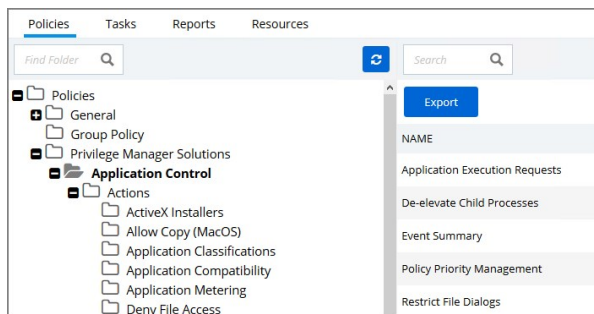 Policies Tasks Reports Resources
Find Folder
Search
Policies
General
Group Policy
Privilege Manager Solutions
Application Control
Actions
ActiveX Installers
Allow Copy (MacOS)
Application Classifications
Application Compatibility
Application Metering
Deny File Access
Export
NAME
Application Execution Requests
De-elevate Child Processes
Event Summary
Policy Priority Management
Restrict File Dialogs